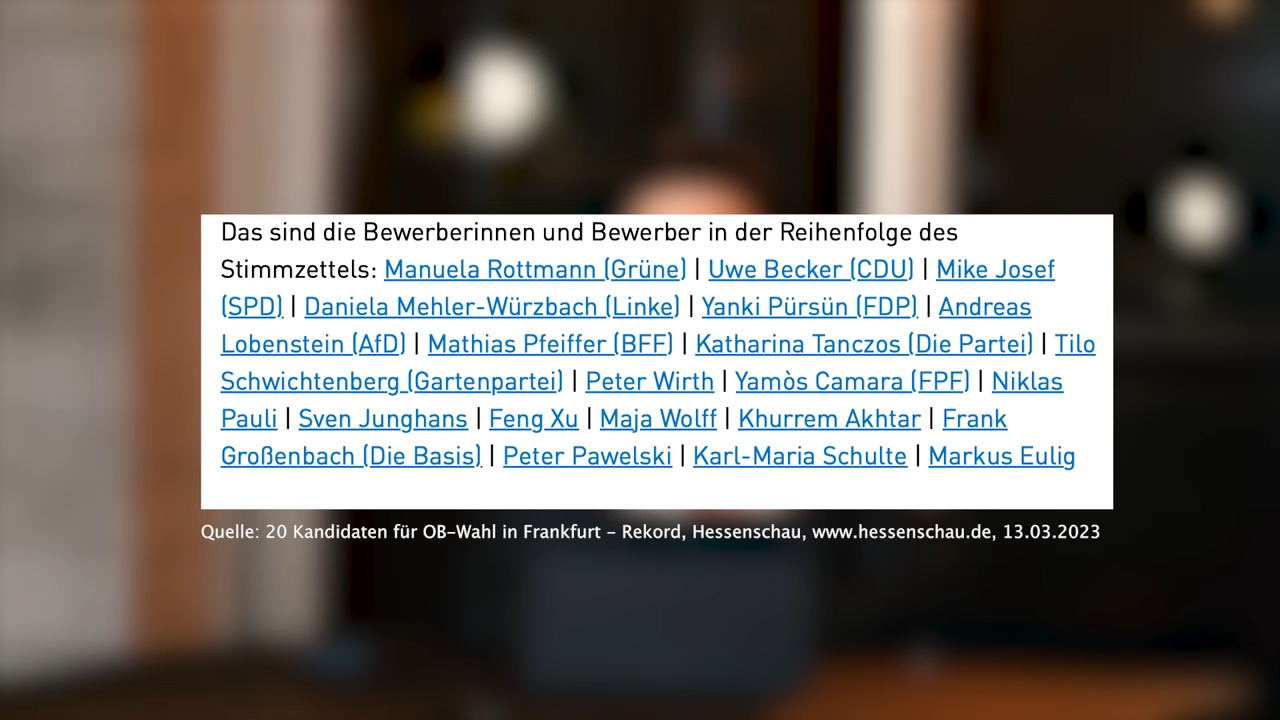 Das sind die Bewerberinnen und Bewerber in der Reihenfolge des
Stimmzettels: Manuela Rottmann (Grüne) | Uwe Becker (CDU) | Mike Josef
(SPD) | Daniela Mehler-Würzbach (Linke) | Yanki Pürsün (FDP) | Andreas
Lobenstein (AfD) | Mathias Pfeiffer (BFF) | Katharina Tanczos (Die Partei) | Tilo
Schwichtenberg (Gartenpartei) | Peter Wirth | Yamòs Camara (FPF) | Niklas
Pauli | Sven Junghans | Feng Xu | Maja Wolff | Khurrem Akhtar | Frank
Großenbach (Die Basis) | Peter Pawelski | Karl-Maria Schulte | Markus Eulig
Quelle: 20 Kandidaten für OB-Wahl in Frankfurt - Rekord, Hessenschau, www.hessenschau.de, 13.03.2023